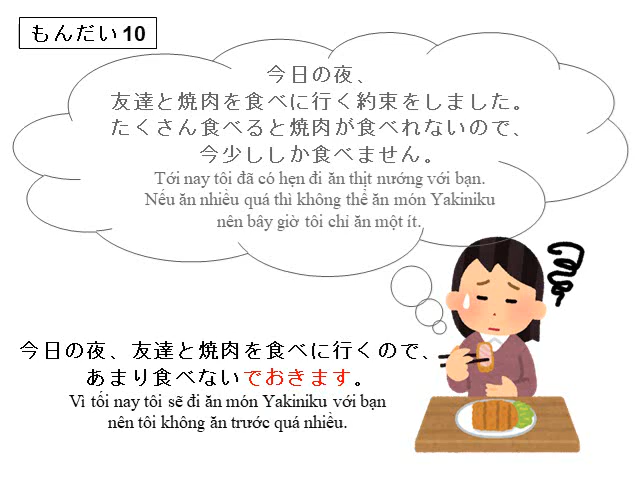 もんだい10
今日の夜、
友達と焼肉を食べに行く約束をしました。
たくさん食べると焼肉が食べれないので、
今少ししか食べません。
Tới nay tôi đã có hẹn đi ăn thịt nướng với bạn.
Nếu ăn nhiều quá thì không thể ăn món Yakiniku
nên bây giờ tôi chỉ ăn một ít.
今日の夜、友達と焼肉を食べに行くので、
あまり食べないでおきます。
Vì tối nay tôi sẽ đi ăn món Yakiniku với bạn
nên tôi không ăn trước quá nhiều.